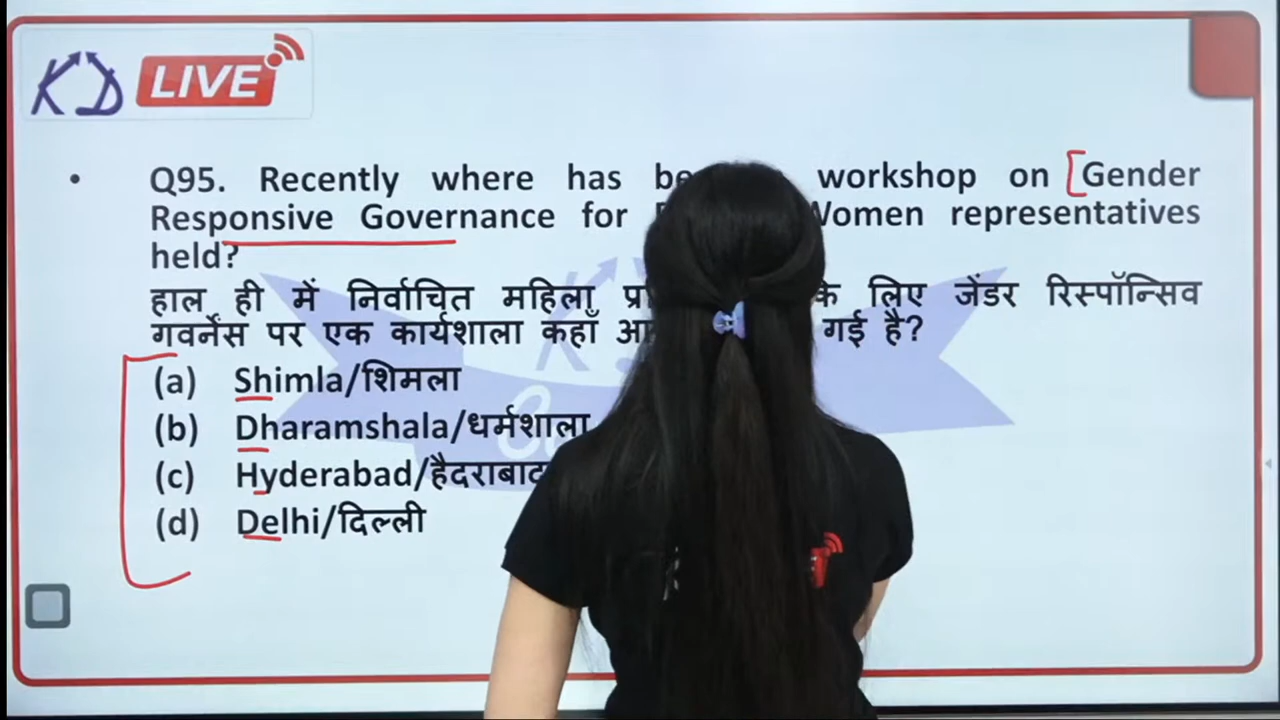 KD LIVE
• Q95. Recently where has workshop on Gender
Responsive Governance for Women representatives
held?
हाल ही में निर्वाचित महिला के लिए जेंडर रिस्पॉन्सिव
गवर्नेंस पर एक कार्यशाला कहाँ गई है?
(a) Shimla/शिमला
(b) Dharamshala/धर्मशाला
(c) Hyderabad/हैदराबाद
(d) Delhi/दिल्ली